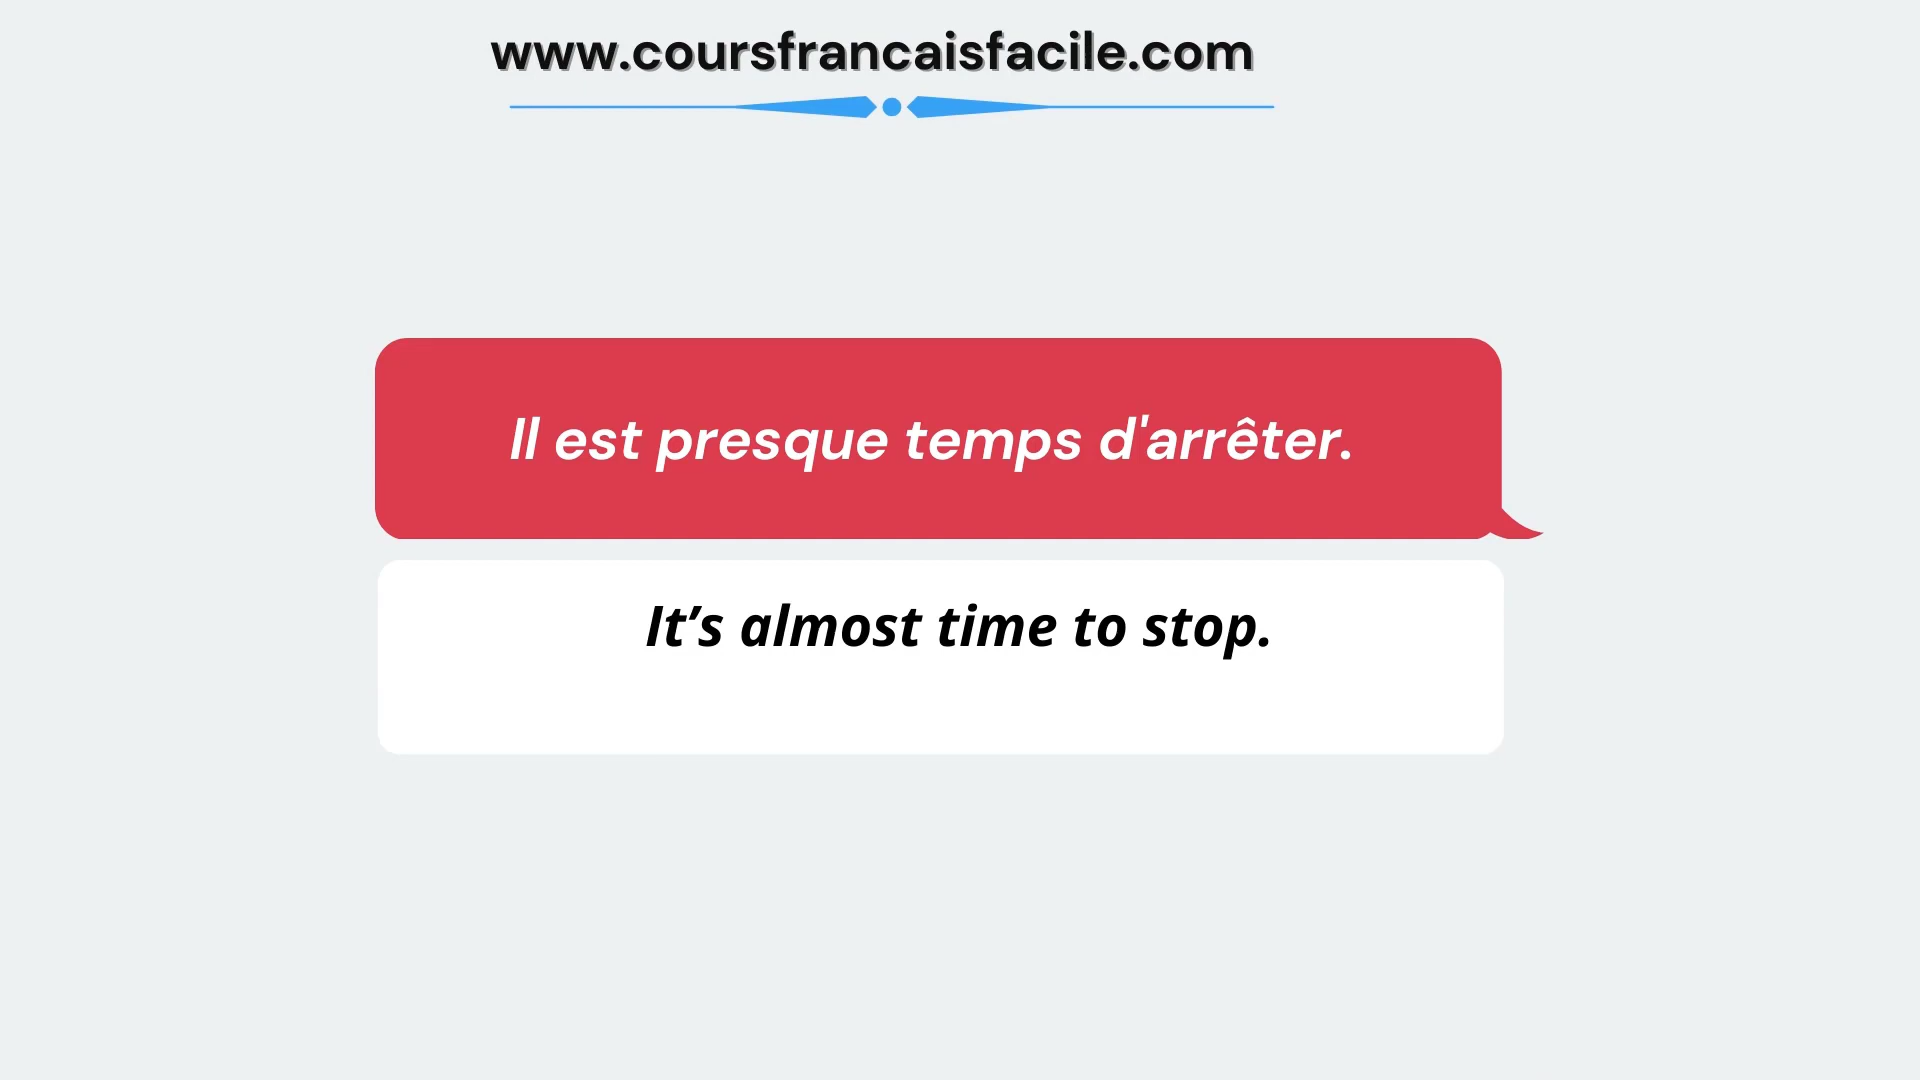 www.coursfrancaisfacile.com
Il est presque temps d'arrêter.
It’s almost time to stop.